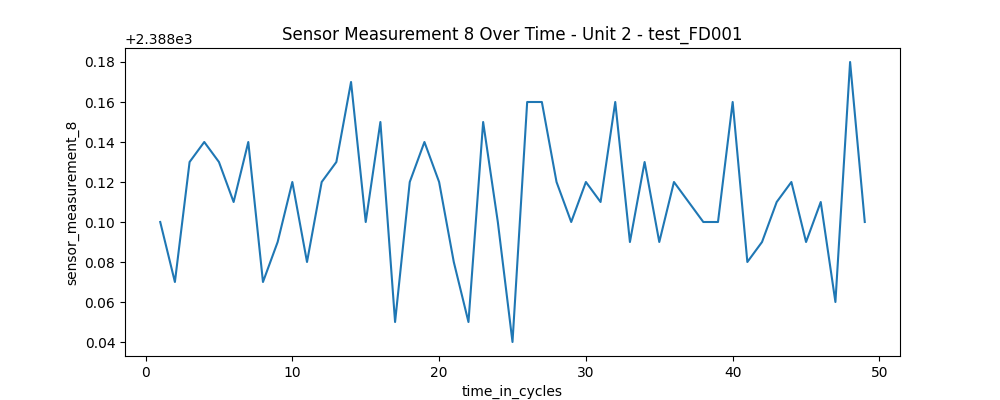 Sensor Measurement 8 Over Time - Unit 2 - test_FD001
+2.388e3
0.18
0.16
0.14
0.12
0.10
0.08
0.06
0.04
sensor_measurement_8
0 10 20 30 40 50
time_in_cycles